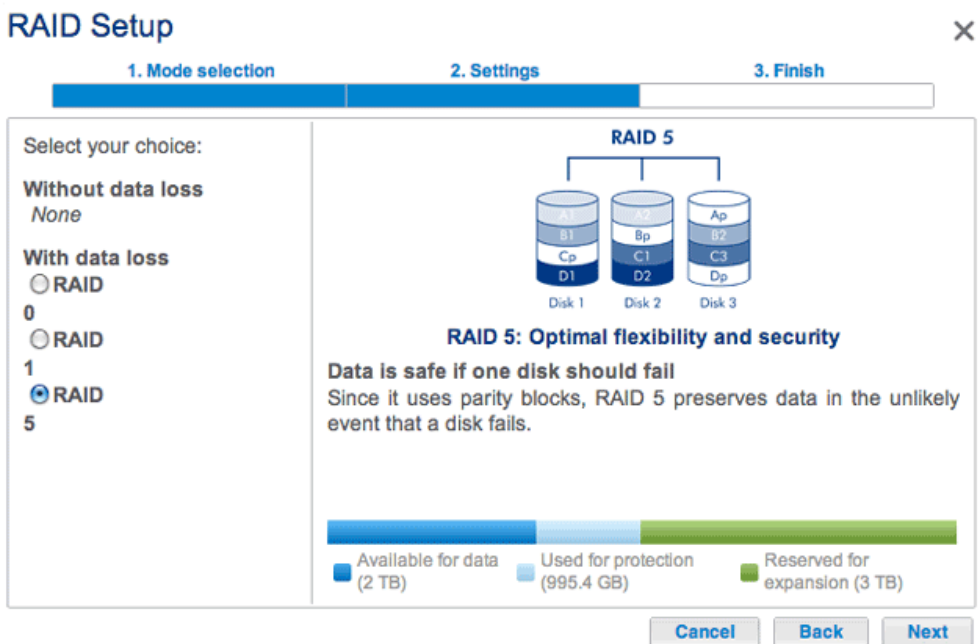 RAID Setup
1. Mode selection
2. Settings
3. Finish
Select your choice:
Without data loss
None
With data loss
RAID
0
RAID
1
RAID
5
RAID 5
A1 A2 Ap
B1 Bp B2
Cp C1 C3
D1 D2 Dp
Disk 1 Disk 2 Disk 3
RAID 5: Optimal flexibility and security
Data is safe if one disk should fail
Since it uses parity blocks, RAID 5 preserves data in the unlikely
event that a disk fails.
Available for data
(2 TB)
Used for protection
(995.4 GB)
Reserved for
expansion (3 TB)
Cancel
Back
Next